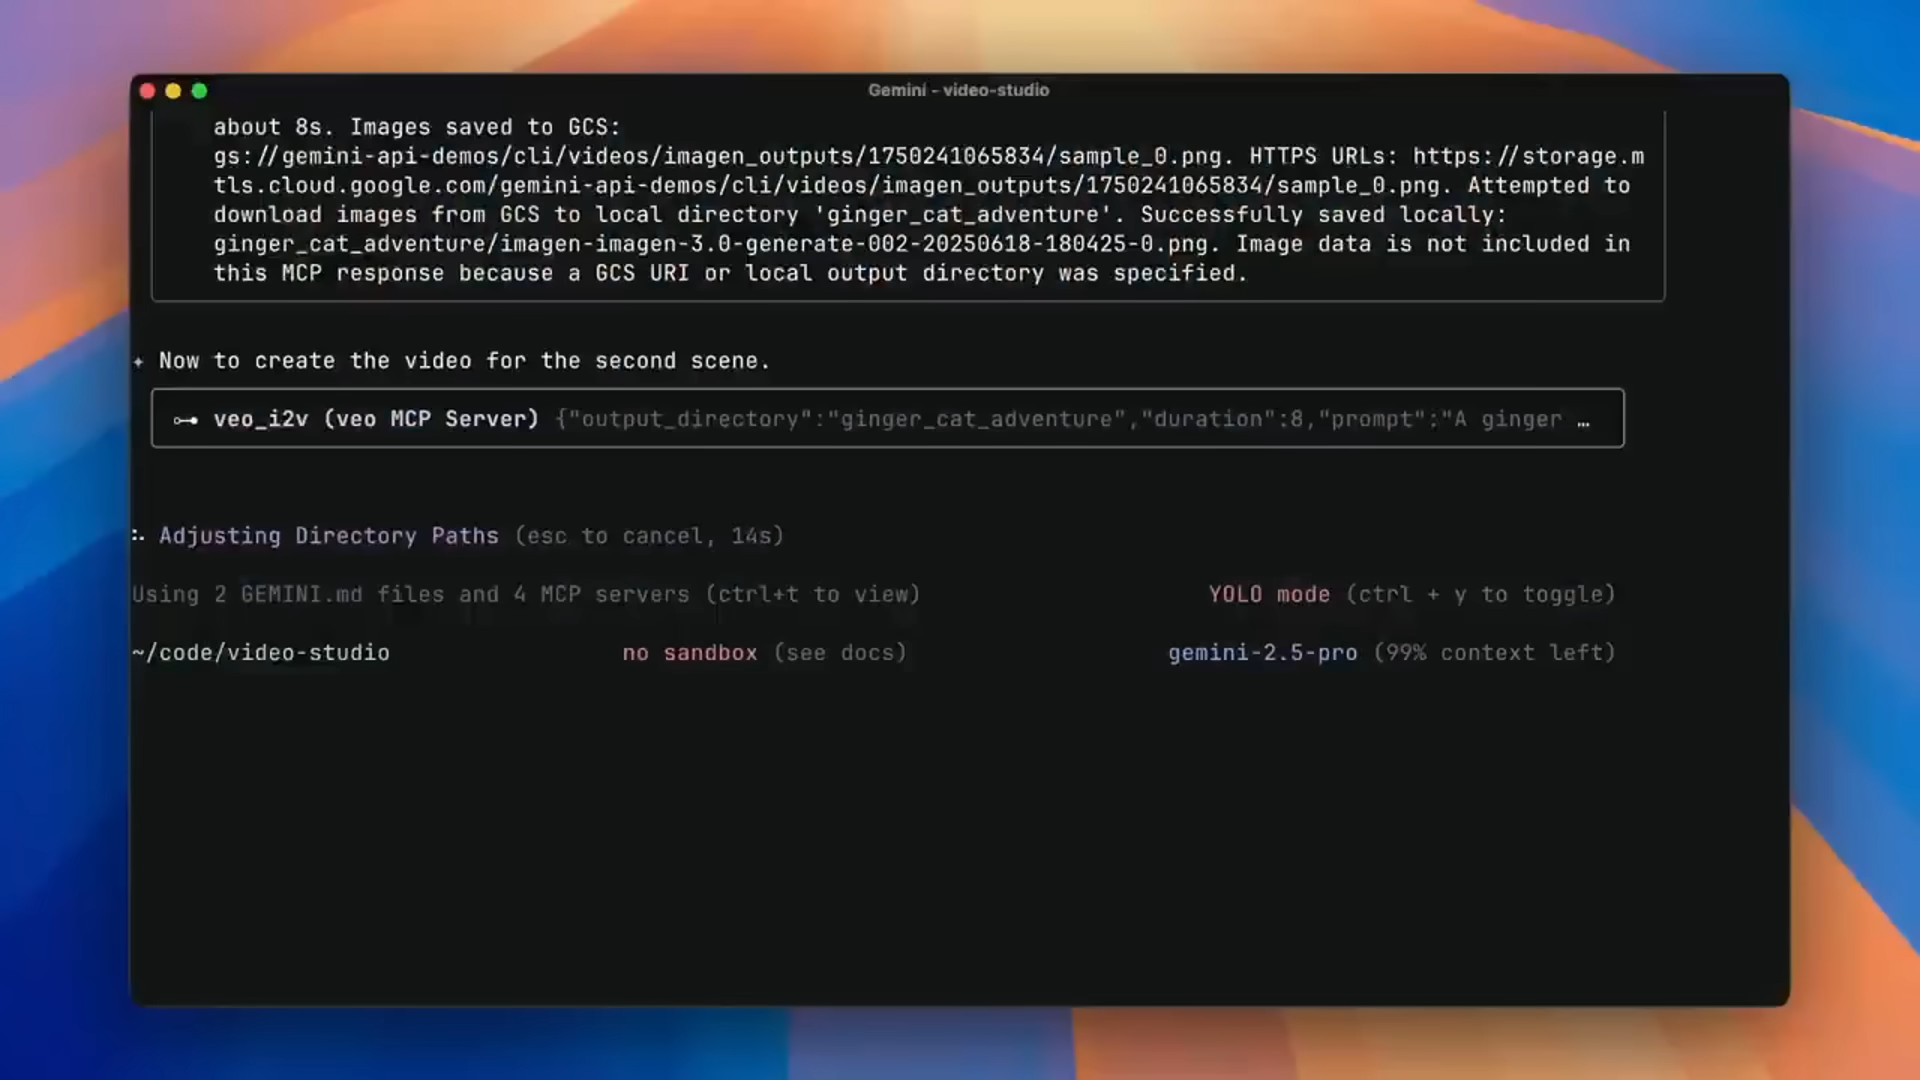 Gemini - video-studio
about 8s. Images saved to GCS:
gs://gemini-api-demos/cli/videos/imagen_outputs/1750241065834/sample_0.png. HTTPS URLs: https://storage.m
tls.cloud.google.com/gemini-api-demos/cli/videos/imagen_outputs/1750241065834/sample_0.png. Attempted to
download images from GCS to local directory 'ginger_cat_adventure'. Successfully saved locally:
ginger_cat_adventure/imagen-imagen-3.0-generate-002-20250618-180425-0.png. Image data is not included in
this MCP response because a GCS URI or local output directory was specified.
✦ Now to create the video for the second scene.
⊶ veo_i2v (veo MCP Server) {"output_directory":"ginger_cat_adventure","duration":8,"prompt":"A ginger …
Adjusting Directory Paths (esc to cancel, 14s)
Using 2 GEMINI.md files and 4 MCP servers (ctrl+t to view) YOLO mode (ctrl + y to toggle)
~/code/video-studio no sandbox (see docs) gemini-2.5-pro (99% context left)